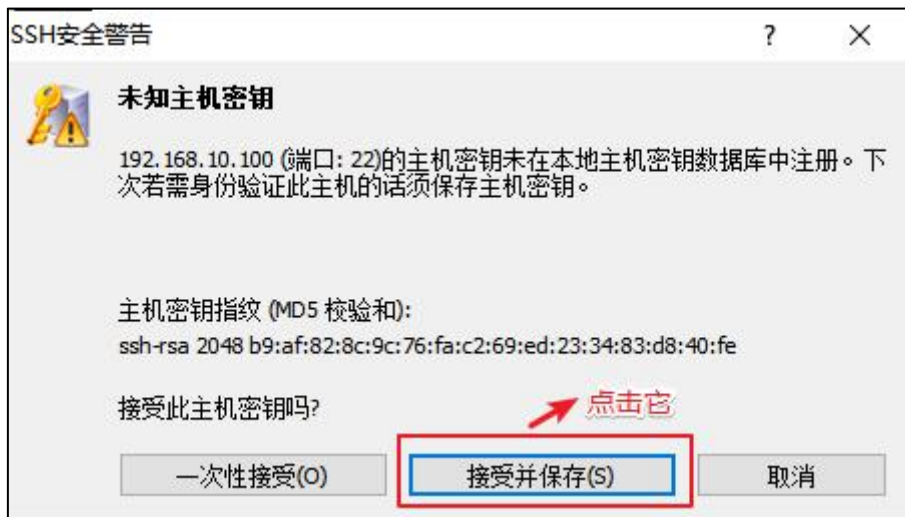 SSH安全警告
?
×
未知主机密钥
192.168.10.100 (端口: 22)的主机密钥未在本地主机密钥数据库中注册。下
次若需身份验证此主机的话须保存主机密钥。
主机密钥指纹 (MD5 校验和):
ssh-rsa 2048 b9:af:82:8c:9c:76:fa:c2:69:ed:23:34:83:d8:40:fe
点击它
接受此主机密钥吗?
一次性接受(O)
接受并保存(S)
取消